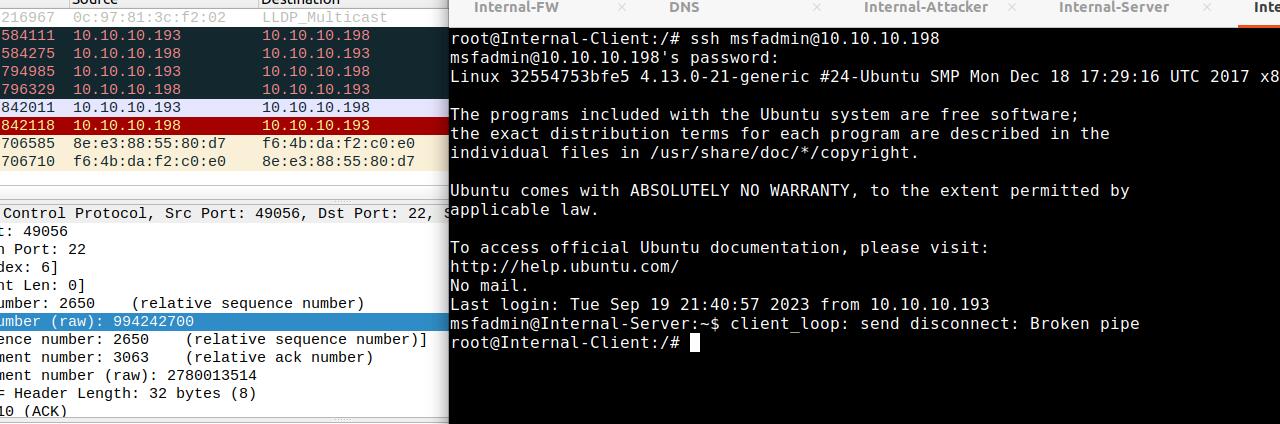 Source Destination
216967 0c:97:81:3c:f2:02 LLDP_Multicast
584111 10.10.10.193 10.10.10.198
584275 10.10.10.198 10.10.10.193
794985 10.10.10.193 10.10.10.198
796329 10.10.10.198 10.10.10.193
842011 10.10.10.193 10.10.10.198
842118 10.10.10.198 10.10.10.193
706585 8e:e3:88:55:80:d7 f6:4b:da:f2:c0:e0
706710 f6:4b:da:f2:c0:e0 8e:e3:88:55:80:d7
Control Protocol, Src Port: 49056, Dst Port: 22, S
t: 49056
n Port: 22
dex: 6]
nt Len: 0]
umber: 2650    (relative sequence number)
umber (raw): 994242700
ence number: 2650    (relative sequence number)]
ment number: 3063    (relative ack number)
ment number (raw): 2780013514
= Header Length: 32 bytes (8)
10 (ACK)
Internal-FW × DNS × Internal-Attacker × Internal-Server × Inte
root@Internal-Client:/# ssh msfadmin@10.10.10.198
msfadmin@10.10.10.198's password:
Linux 32554753bfe5 4.13.0-21-generic #24-Ubuntu SMP Mon Dec 18 17:29:16 UTC 2017 x8
The programs included with the Ubuntu system are free software;
the exact distribution terms for each program are described in the
individual files in /usr/share/doc/*/copyright.
Ubuntu comes with ABSOLUTELY NO WARRANTY, to the extent permitted by
applicable law.
To access official Ubuntu documentation, please visit:
http://help.ubuntu.com/
No mail.
Last login: Tue Sep 19 21:40:57 2023 from 10.10.10.193
msfadmin@Internal-Server:~$ client_loop: send disconnect: Broken pipe
root@Internal-Client:/#